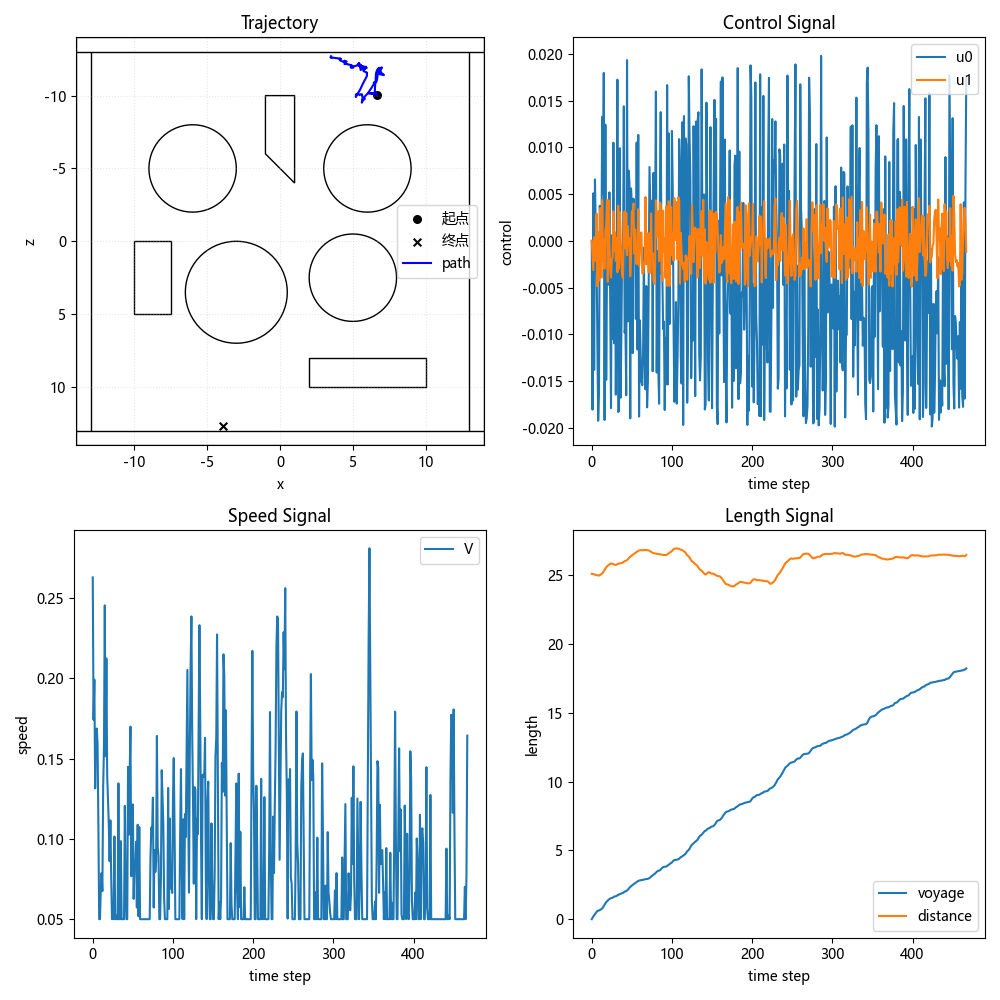 Trajectory
-10
-5
0
5
10
z
-10
-5
0
5
10
x
起点
终点
path
Control Signal
0.020
0.015
0.010
0.005
0.000
-0.005
-0.010
-0.015
-0.020
control
0
100
200
300
400
time step
u0
u1
Speed Signal
0.25
0.20
0.15
0.10
0.05
speed
0
100
200
300
400
time step
V
Length Signal
25
20
15
10
5
0
length
0
100
200
300
400
time step
voyage
distance